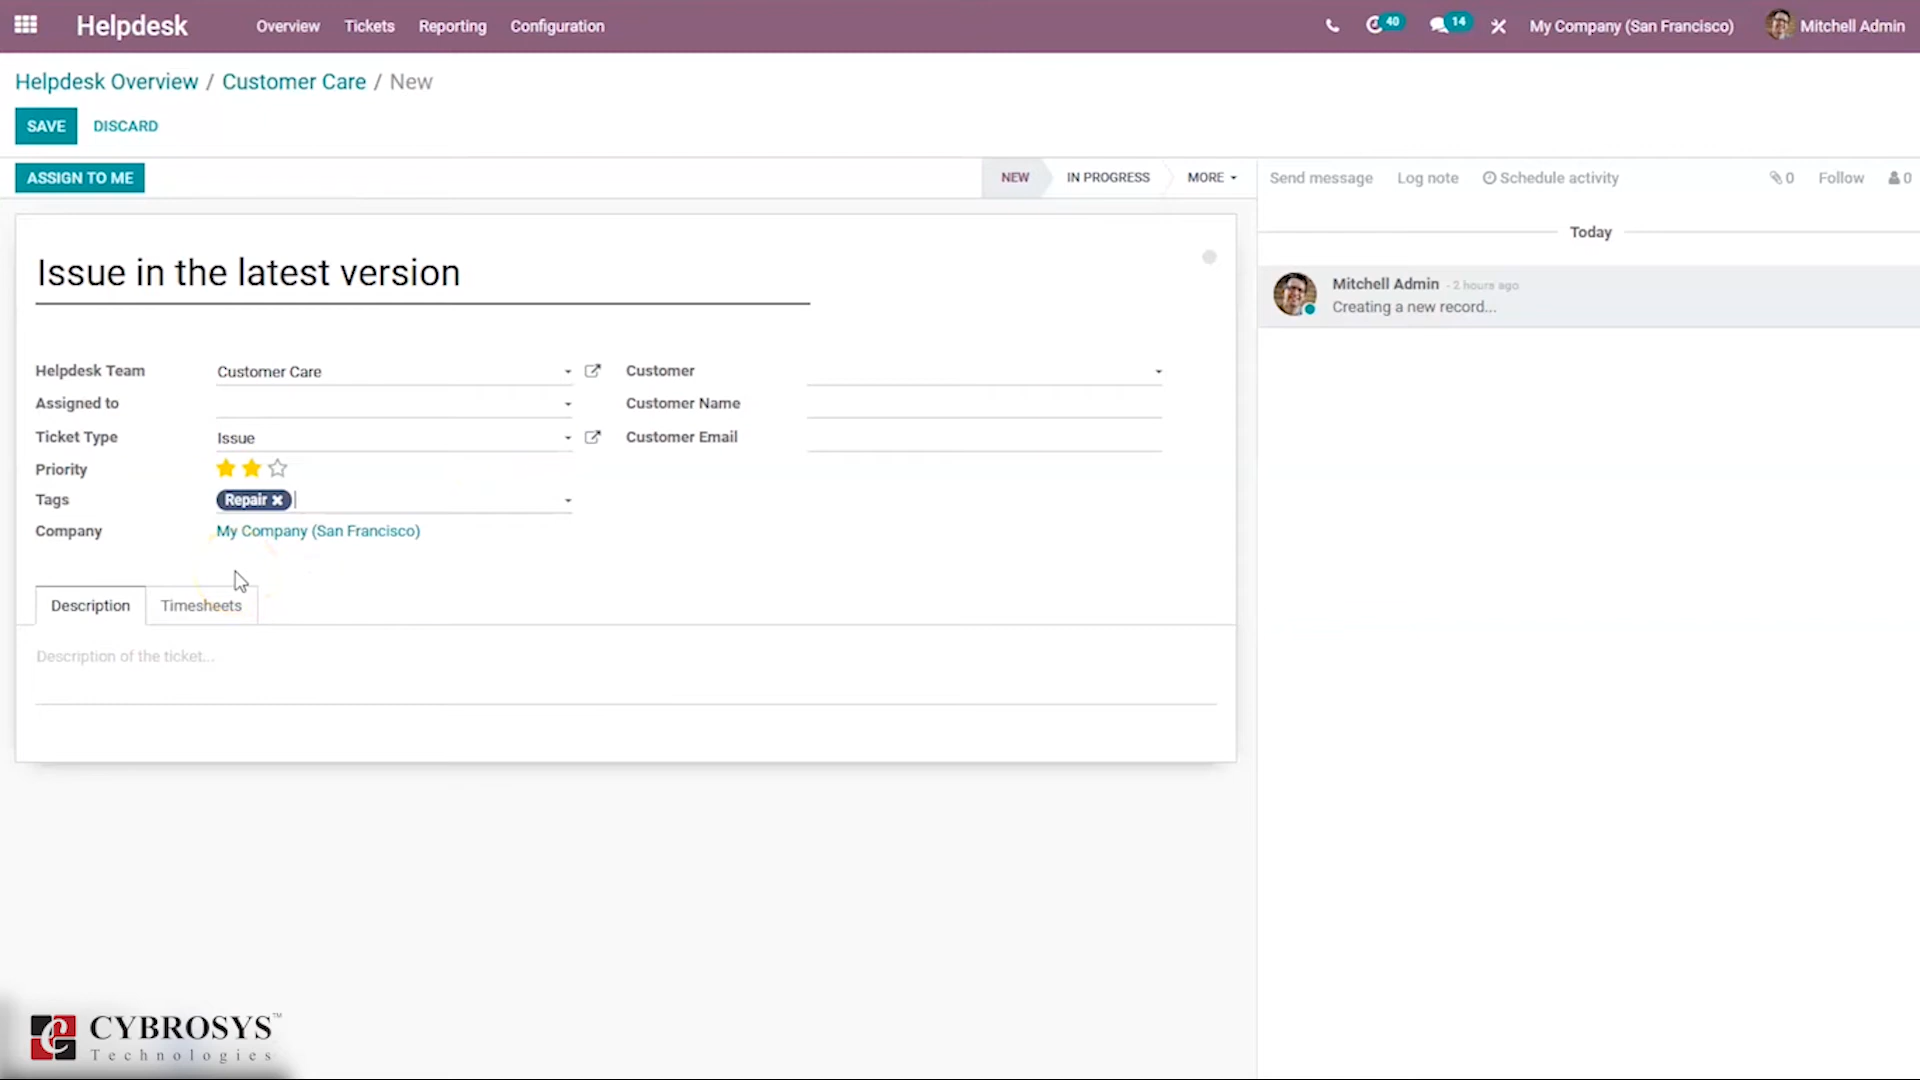 Helpdesk Overview Tickets Reporting Configuration 40 14 My Company (San Francisco) Mitchell Admin
Helpdesk Overview / Customer Care / New
SAVE DISCARD
ASSIGN TO ME NEW IN PROGRESS MORE Send message Log note Schedule activity 0 Follow 0
Today
Issue in the latest version
Mitchell Admin - 2 hours ago
Creating a new record...
Helpdesk Team Customer Care Customer
Assigned to Customer Name
Ticket Type Issue Customer Email
Priority
Tags Repair ×
Company My Company (San Francisco)
Description Timesheets
Description of the ticket...
CYBROSYS™
Technologies